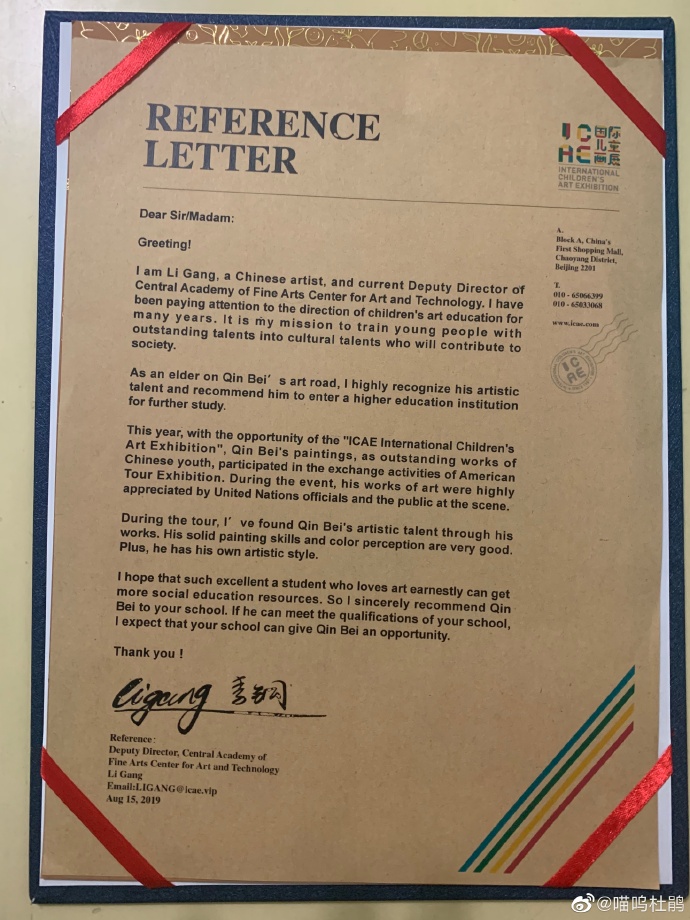 REFERENCE
LETTER
IC
AE
国际
儿童
画展
INTERNATIONAL
CHILDREN'S
ART EXHIBITION
A.
Block A, China's
First Shopping Mall,
Chaoyang District,
Beijing 2201
T.
010 - 65066399
010 - 65033068
www.icae.com
IC
AE
Dear Sir/Madam:
Greeting!
I am Li Gang, a Chinese artist, and current Deputy Director of
Central Academy of Fine Arts Center for Art and Technology. I have
been paying attention to the direction of children's art education for
many years. It is my mission to train young people with
outstanding talents into cultural talents who will contribute to
society.
As an elder on Qin Bei's art road, I highly recognize his artistic
talent and recommend him to enter a higher education institution
for further study.
This year, with the opportunity of the "ICAE International Children's
Art Exhibition", Qin Bei's paintings, as outstanding works of
Chinese youth, participated in the exchange activities of American
Tour Exhibition. During the event, his works of art were highly
appreciated by United Nations officials and the public at the scene.
During the tour, I've found Qin Bei's artistic talent through his
works. His solid painting skills and color perception are very good.
Plus, he has his own artistic style.
I hope that such excellent a student who loves art earnestly can get
more social education resources. So I sincerely recommend Qin
Bei to your school. If he can meet the qualifications of your school,
I expect that your school can give Qin Bei an opportunity.
Thank you !
Ligang 李钢
Reference:
Deputy Director, Central Academy of
Fine Arts Center for Art and Technology
Li Gang
Email:LIGANG@icae.vip
Aug 15, 2019
@喵呜杜鹃